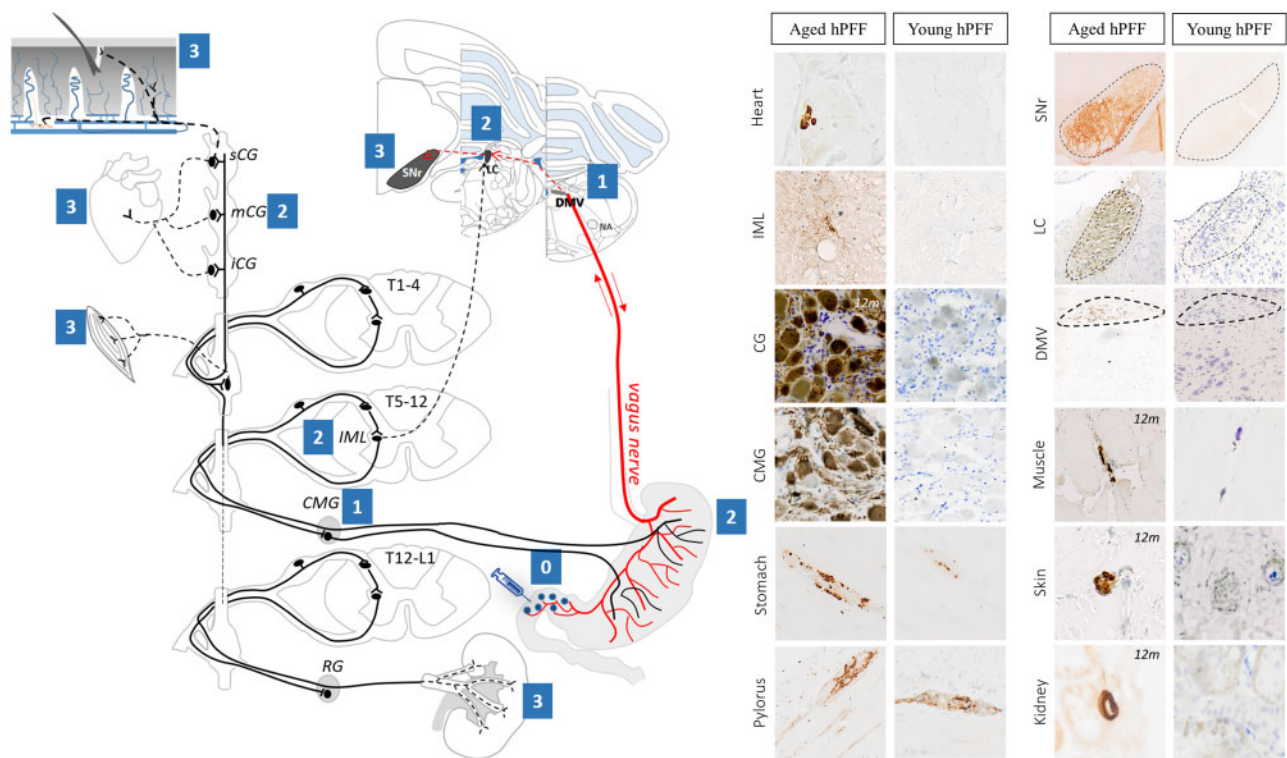 3
sCG
3
mCG
2
iCG
3
T1-4
T5-12
2
IML
CMG
1
T12-L1
RG
3
3
SNr
2
LC
1
DMV
NA
vagus nerve
2
0
Aged hPFF
Young hPFF
Heart
IML
CG
12m
CMG
Stomach
Pylorus
Aged hPFF
Young hPFF
SNr
LC
DMV
Muscle
12m
Skin
12m
Kidney
12m